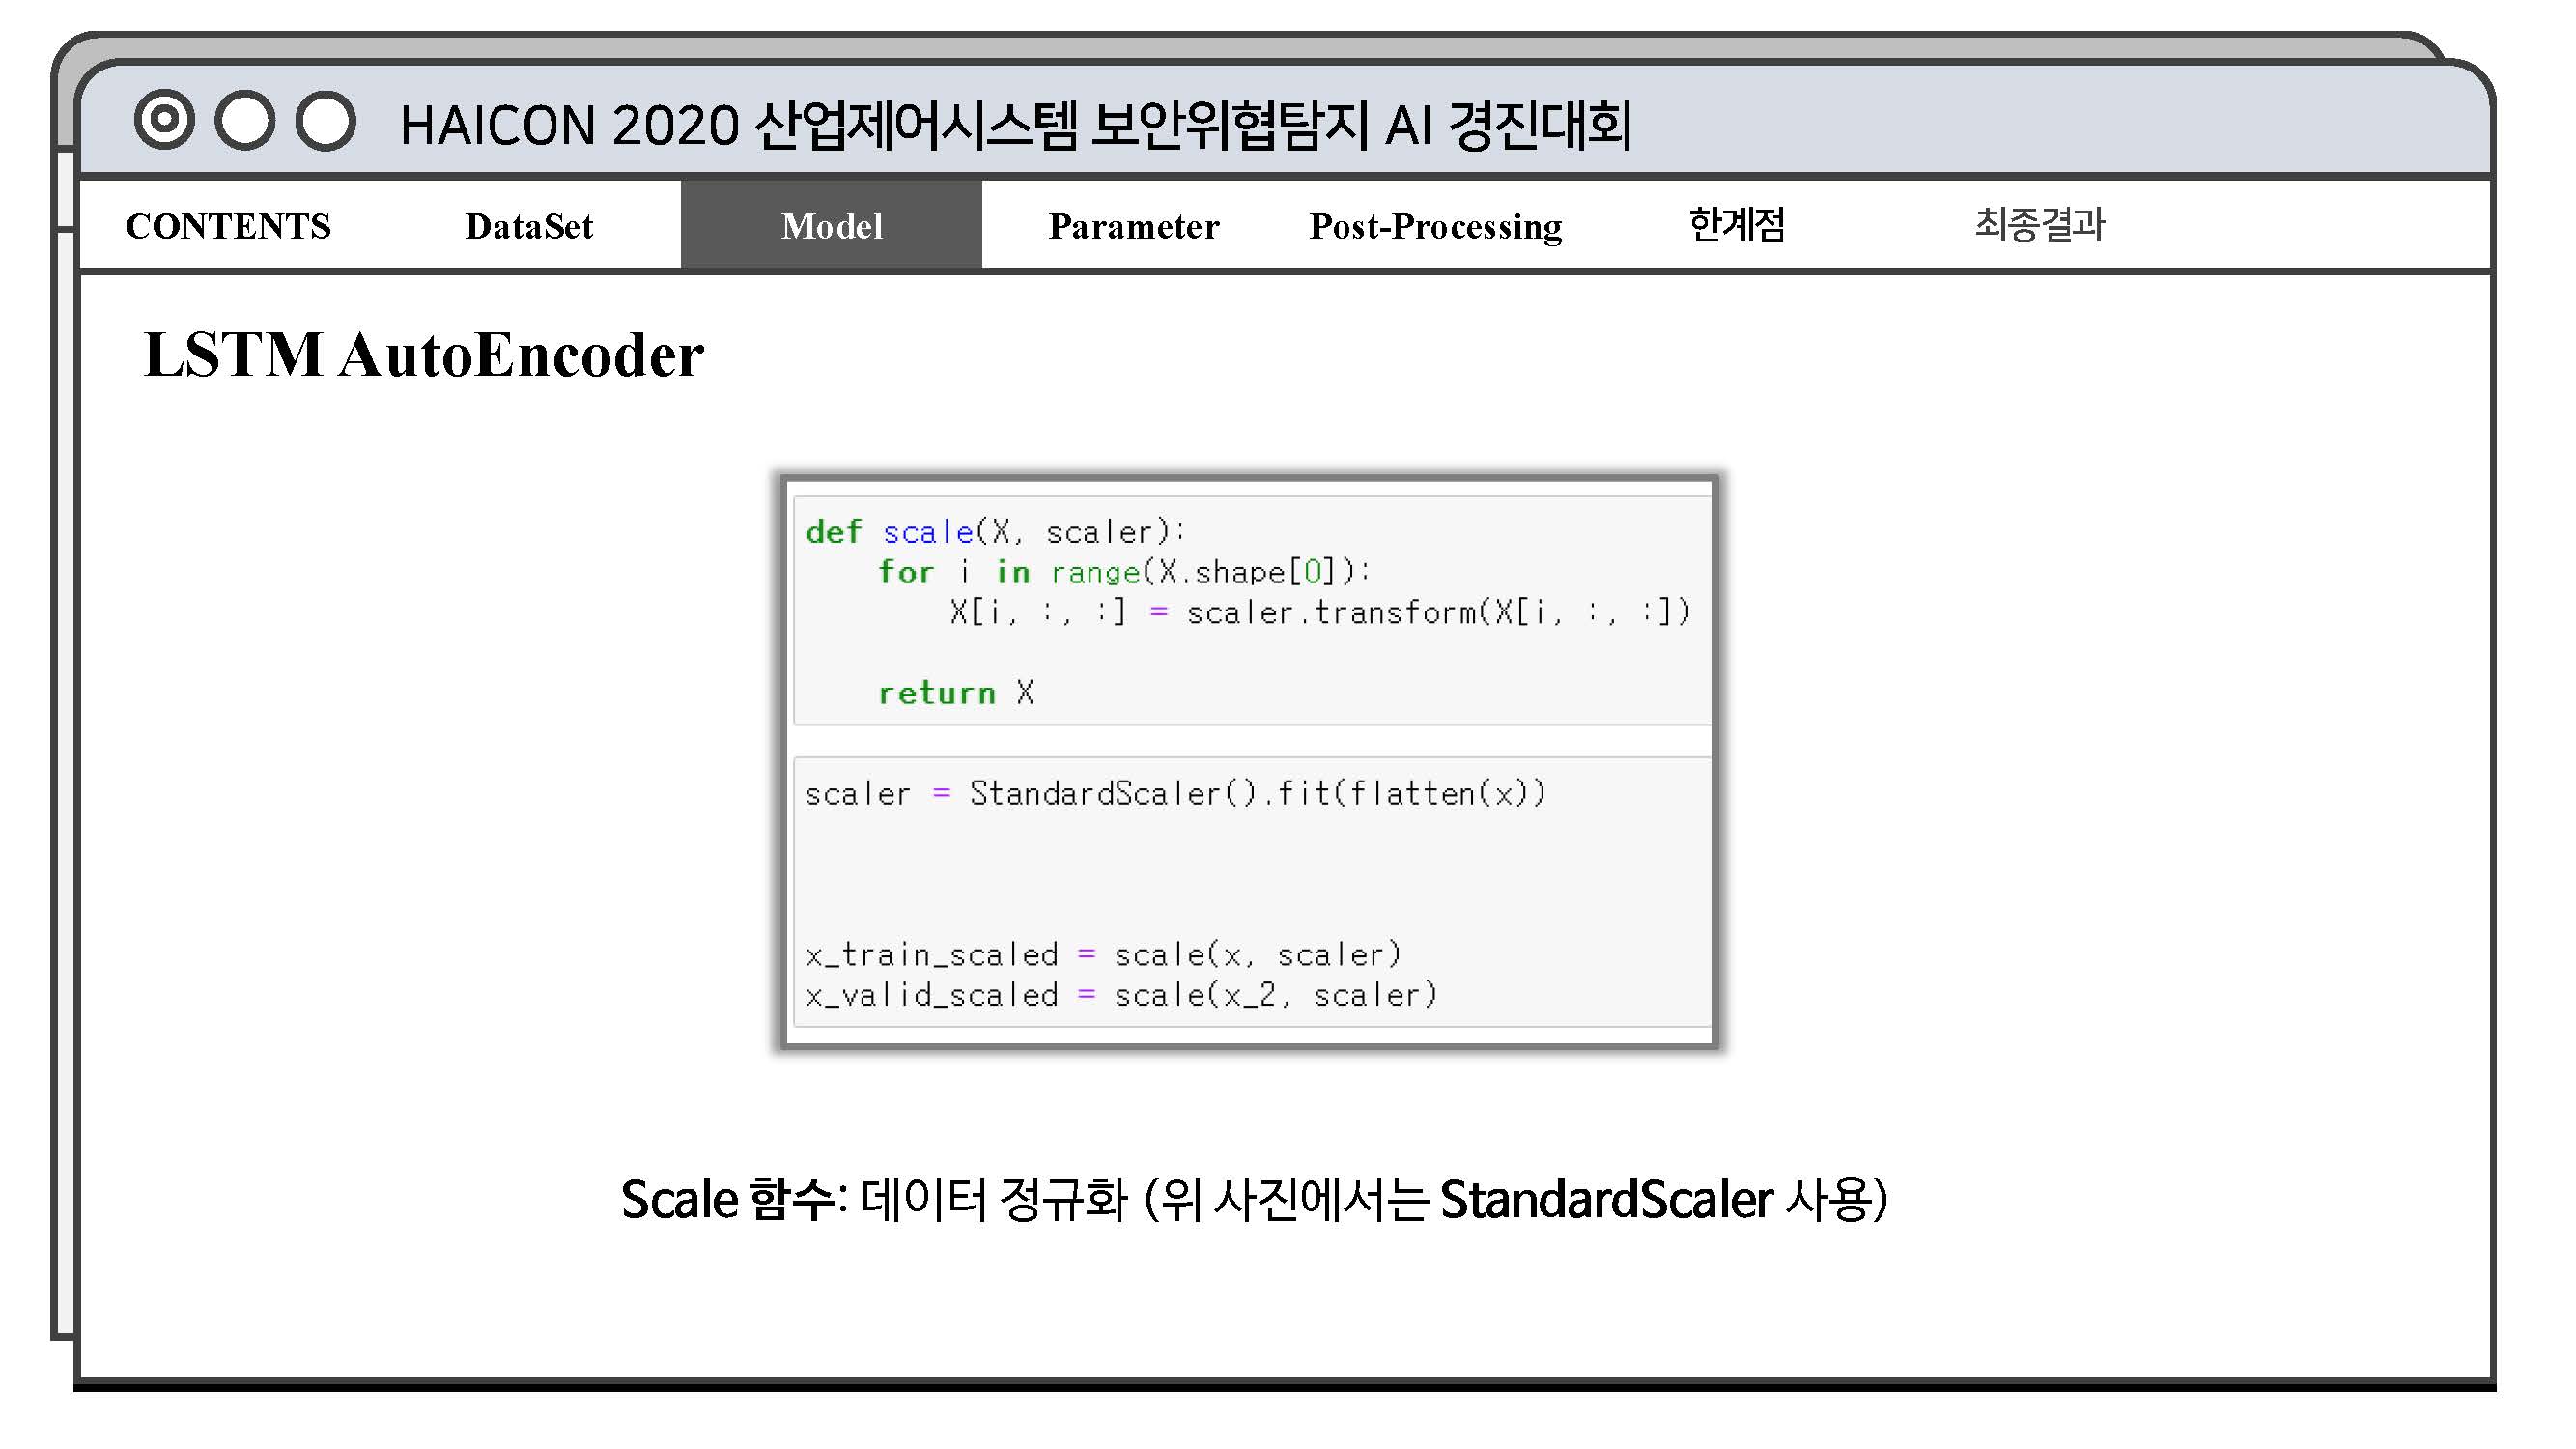 HAICON 2020 산업제어시스템 보안위협탐지 AI 경진대회
CONTENTS DataSet Model Parameter Post-Processing 한계점 최종결과
LSTM AutoEncoder
def scale(X, scaler):
    for i in range(X.shape[0]):
        X[i, :, :] = scaler.transform(X[i, :, :])
    return X
scaler = StandardScaler().fit(flatten(x))
x_train_scaled = scale(x, scaler)
x_valid_scaled = scale(x_2, scaler)
Scale 함수: 데이터 정규화 (위 사진에서는 StandardScaler 사용)